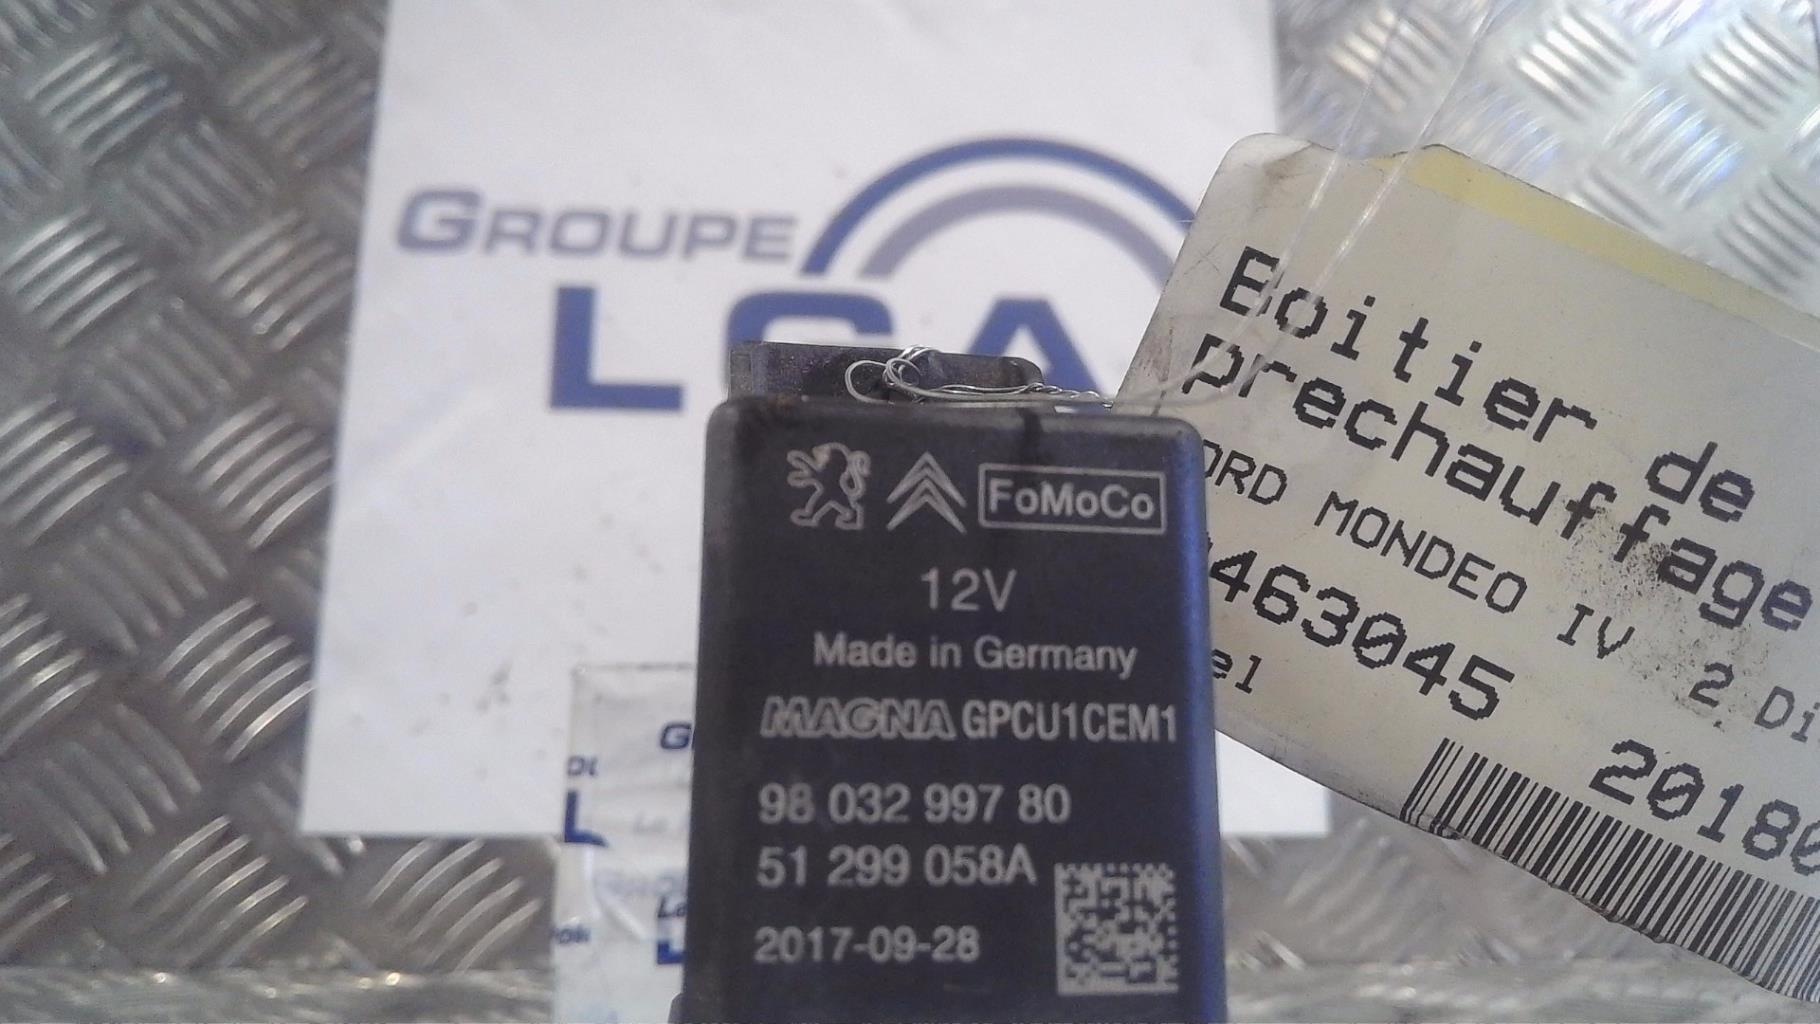 GROUPE
LCA
FoMoCo
12V
Made in Germany
MAGNA GPCU1CEM1
98 032 997 80
51 299 058A
2017-09-28
Boitier de
prechauffage
ORD MONDEO IV 2 Di
463045
el
20180